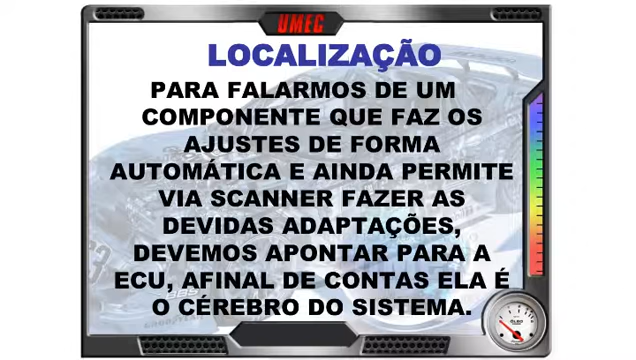 UMEC
LOCALIZAÇÃO
PARA FALARMOS DE UM
COMPONENTE QUE FAZ OS
AJUSTES DE FORMA
AUTOMÁTICA E AINDA PERMITE
VIA SCANNER FAZER AS
DEVIDAS ADAPTAÇÕES,
DEVEMOS APONTAR PARA A
ECU, AFINAL DE CONTAS ELA É
O CÉREBRO DO SISTEMA.